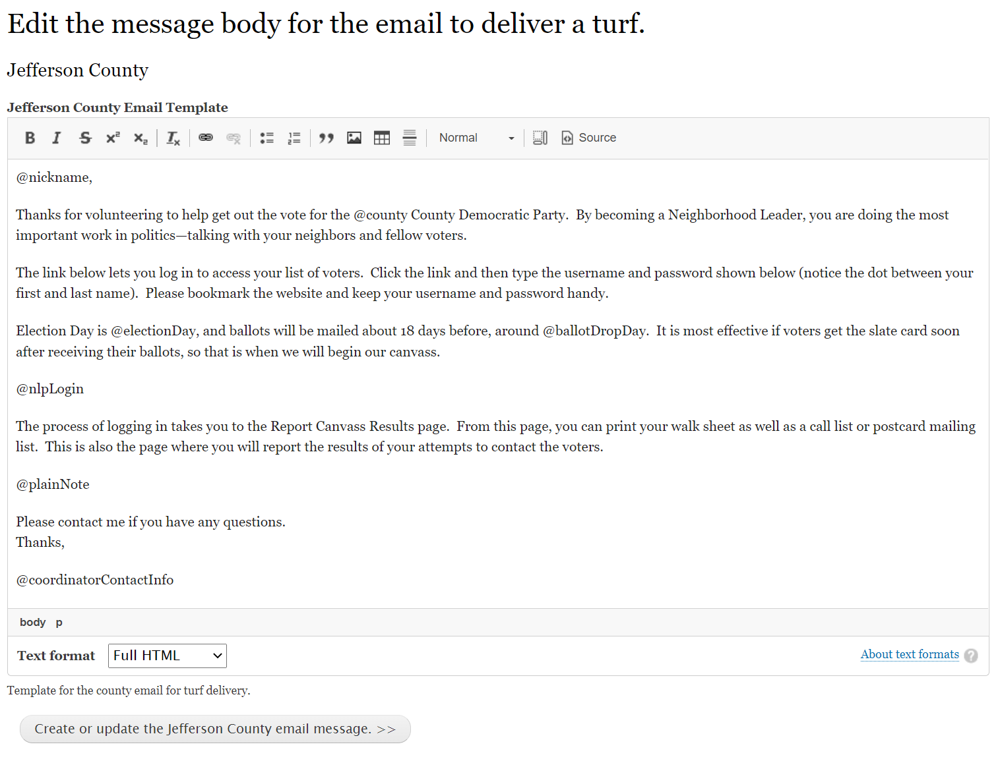 Edit the message body for the email to deliver a turf.
Jefferson County
Jefferson County Email Template
B I S x² x₂ Tx Normal Source
@nickname,
Thanks for volunteering to help get out the vote for the @county County Democratic Party.  By becoming a Neighborhood Leader, you are doing the most
important work in politics—talking with your neighbors and fellow voters.
The link below lets you log in to access your list of voters.  Click the link and then type the username and password shown below (notice the dot between your
first and last name).  Please bookmark the website and keep your username and password handy.
Election Day is @electionDay, and ballots will be mailed about 18 days before, around @ballotDropDay.  It is most effective if voters get the slate card soon
after receiving their ballots, so that is when we will begin our canvass.
@nlpLogin
The process of logging in takes you to the Report Canvass Results page.  From this page, you can print your walk sheet as well as a call list or postcard mailing
list.  This is also the page where you will report the results of your attempts to contact the voters.
@plainNote
Please contact me if you have any questions.
Thanks,
@coordinatorContactInfo
body p
Text format Full HTML About text formats ?
Template for the county email for turf delivery.
Create or update the Jefferson County email message. >>